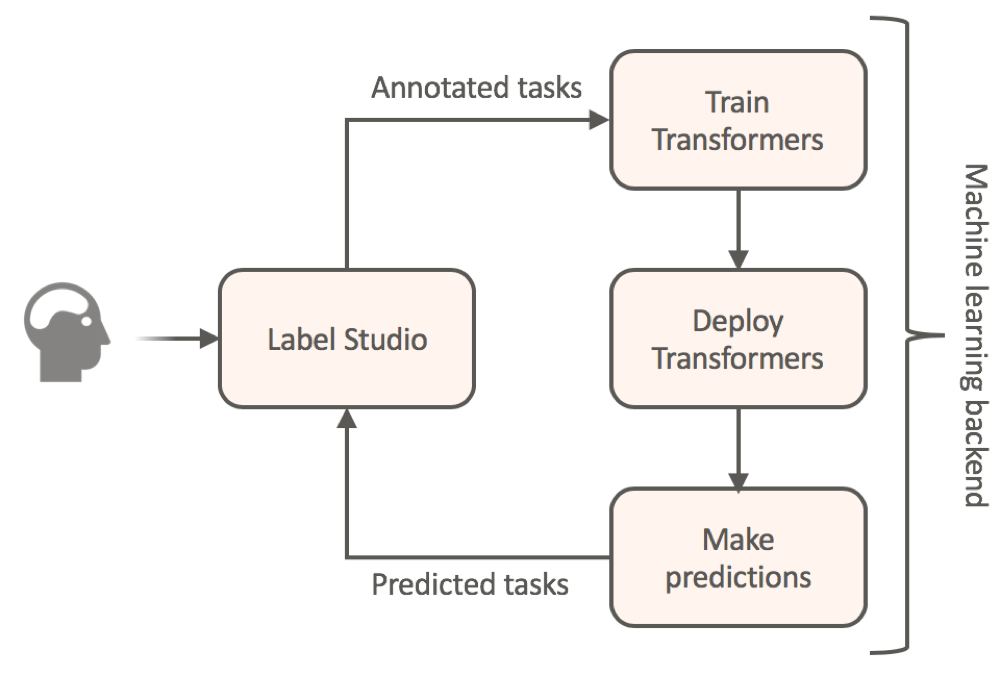 Annotated tasks
Train
Transformers
Label Studio
Deploy
Transformers
Make
predictions
Predicted tasks
Machine learning backend